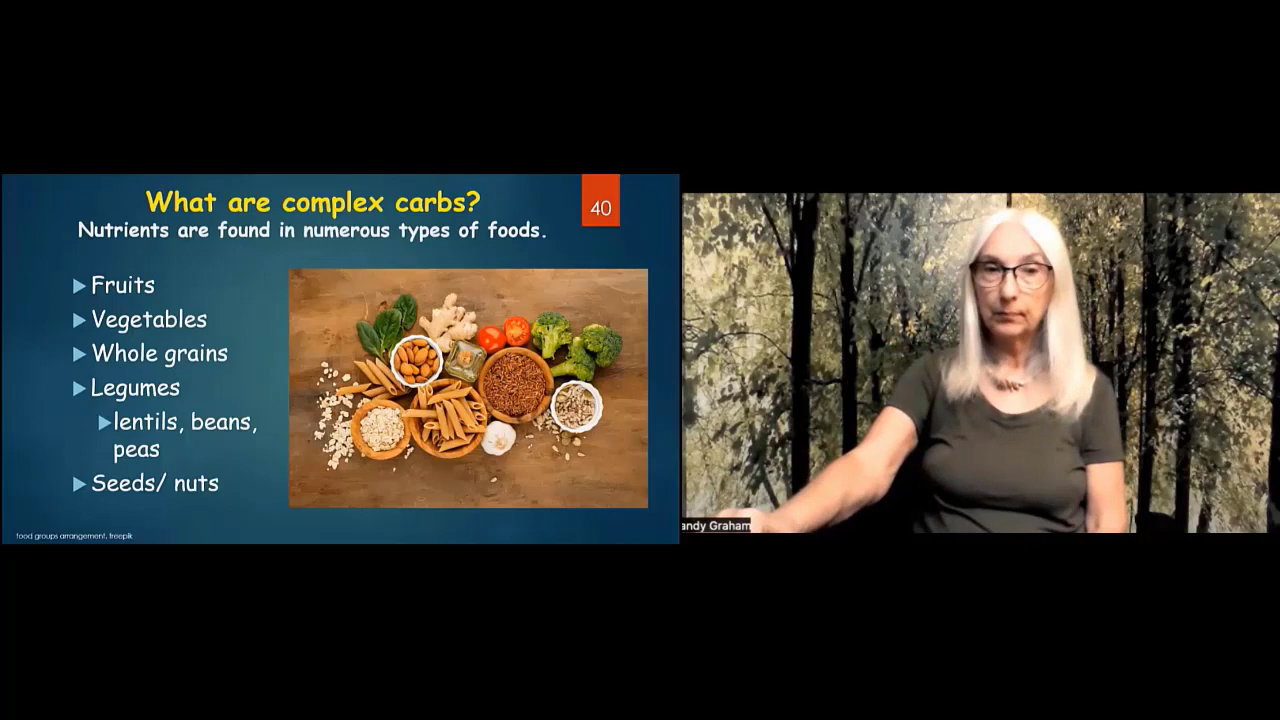 What are complex carbs?
40
Nutrients are found in numerous types of foods.
Fruits
Vegetables
Whole grains
Legumes
lentils, beans,
peas
Seeds/ nuts
food groups arrangement, freepik
andy Graham